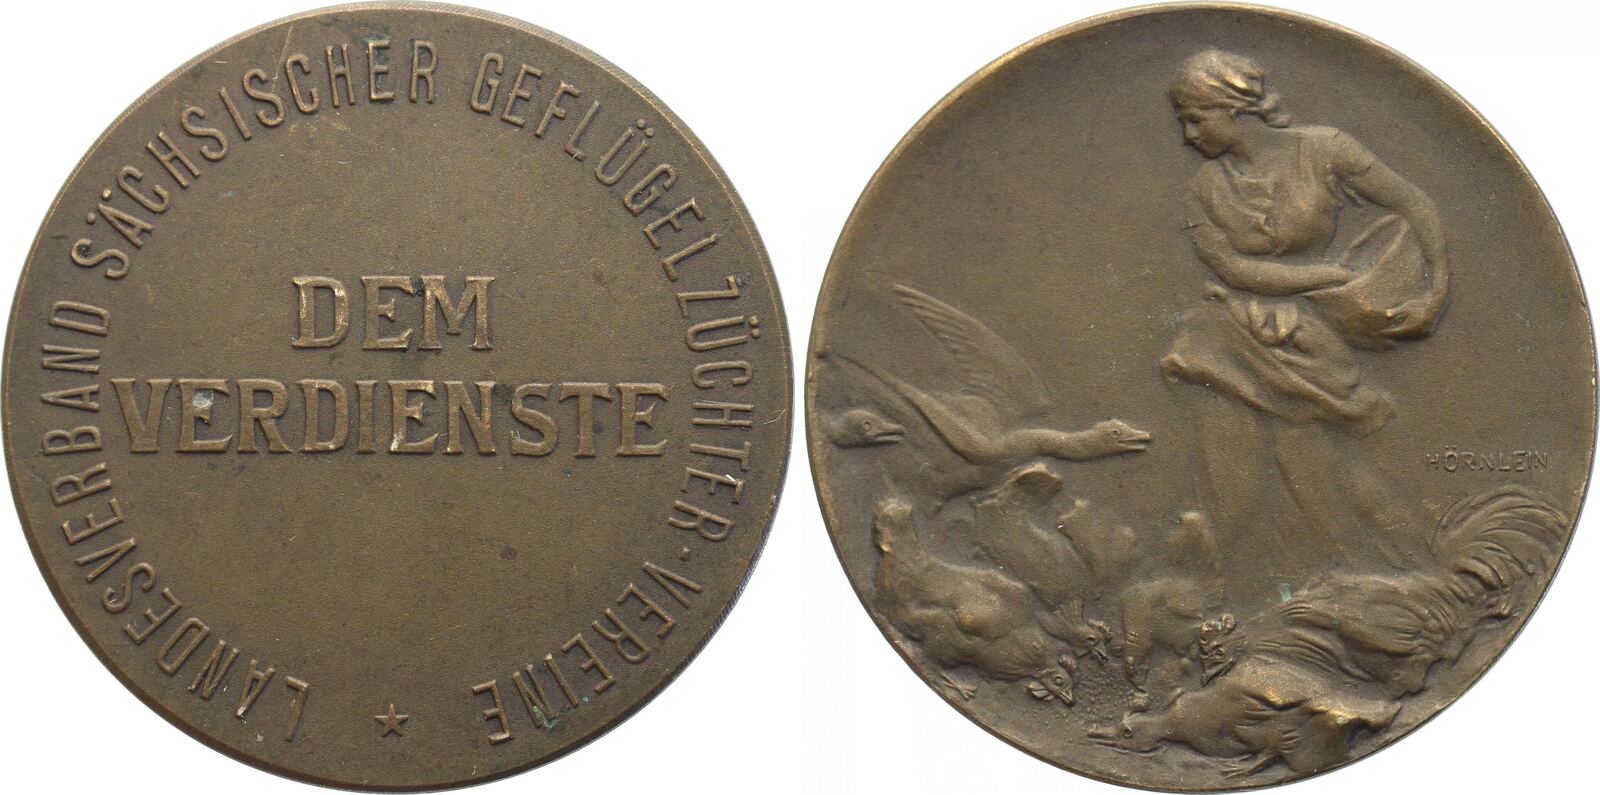 LANDESVERBAND SÄCHSISCHER GEFLÜGELZÜCHTER-VEREINE
DEM
VERDIENSTE
HÖRNLEIN